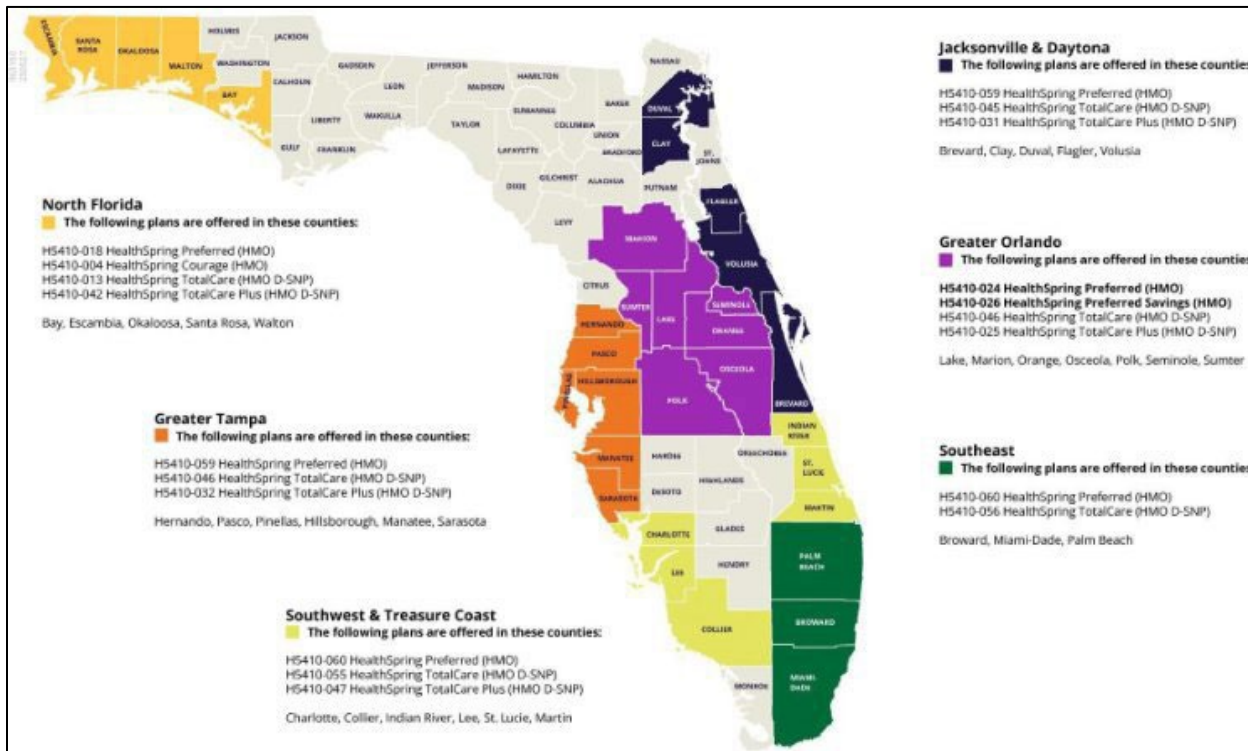 HOLMES
JACKSON
ESCAMBIA
SANTA
ROSA
OKALOOSA
WALTON
WASHINGTON
BAY
CALHOUN
GADSDEN
LEON
JEFFERSON
MADISON
HAMILTON
LIBERTY
WAKULLA
GULF
FRANKLIN
TAYLOR
SUWANNEE
COLUMBIA
LAFAYETTE
DIXIE
GILCHRIST
BAKER
UNION
BRADFORD
ALACHUA
NASSAU
DUVAL
CLAY
ST.
JOHNS
PUTNAM
FLAGLER
LEVY
MARION
VOLUSIA
CITRUS
SUMTER
LAKE
SEMINOLE
ORANGE
HERNANDO
PASCO
PINELLAS
HILLSBOROUGH
POLK
OSCEOLA
BREVARD
INDIAN
RIVER
MANATEE
HARDEE
HIGHLANDS
OKEECHOBEE
ST.
LUCIE
SARASOTA
DESOTO
MARTIN
CHARLOTTE
GLADES
LEE
HENDRY
PALM
BEACH
COLLIER
BROWARD
MONROE
MIAMI-
DADE
North Florida
The following plans are offered in these counties:
H5410-018 HealthSpring Preferred (HMO)
H5410-004 HealthSpring Courage (HMO)
H5410-013 HealthSpring TotalCare (HMO D-SNP)
H5410-042 HealthSpring TotalCare Plus (HMO D-SNP)
Bay, Escambia, Okaloosa, Santa Rosa, Walton
Greater Tampa
The following plans are offered in these counties:
H5410-059 HealthSpring Preferred (HMO)
H5410-046 HealthSpring TotalCare (HMO D-SNP)
H5410-032 HealthSpring TotalCare Plus (HMO D-SNP)
Hernando, Pasco, Pinellas, Hillsborough, Manatee, Sarasota
Southwest & Treasure Coast
The following plans are offered in these counties:
H5410-060 HealthSpring Preferred (HMO)
H5410-055 HealthSpring TotalCare (HMO D-SNP)
H5410-047 HealthSpring TotalCare Plus (HMO D-SNP)
Charlotte, Collier, Indian River, Lee, St. Lucie, Martin
Jacksonville & Daytona
The following plans are offered in these counties
H5410-059 HealthSpring Preferred (HMO)
H5410-045 HealthSpring TotalCare (HMO D-SNP)
H5410-031 HealthSpring TotalCare Plus (HMO D-SNP)
Brevard, Clay, Duval, Flagler, Volusia
Greater Orlando
The following plans are offered in these counties
H5410-024 HealthSpring Preferred (HMO)
H5410-026 HealthSpring Preferred Savings (HMO)
H5410-046 HealthSpring TotalCare (HMO D-SNP)
H5410-025 HealthSpring TotalCare Plus (HMO D-SNP)
Lake, Marion, Orange, Osceola, Polk, Seminole, Sumter
Southeast
The following plans are offered in these counties
H5410-060 HealthSpring Preferred (HMO)
H5410-056 HealthSpring TotalCare (HMO D-SNP)
Broward, Miami-Dade, Palm Beach